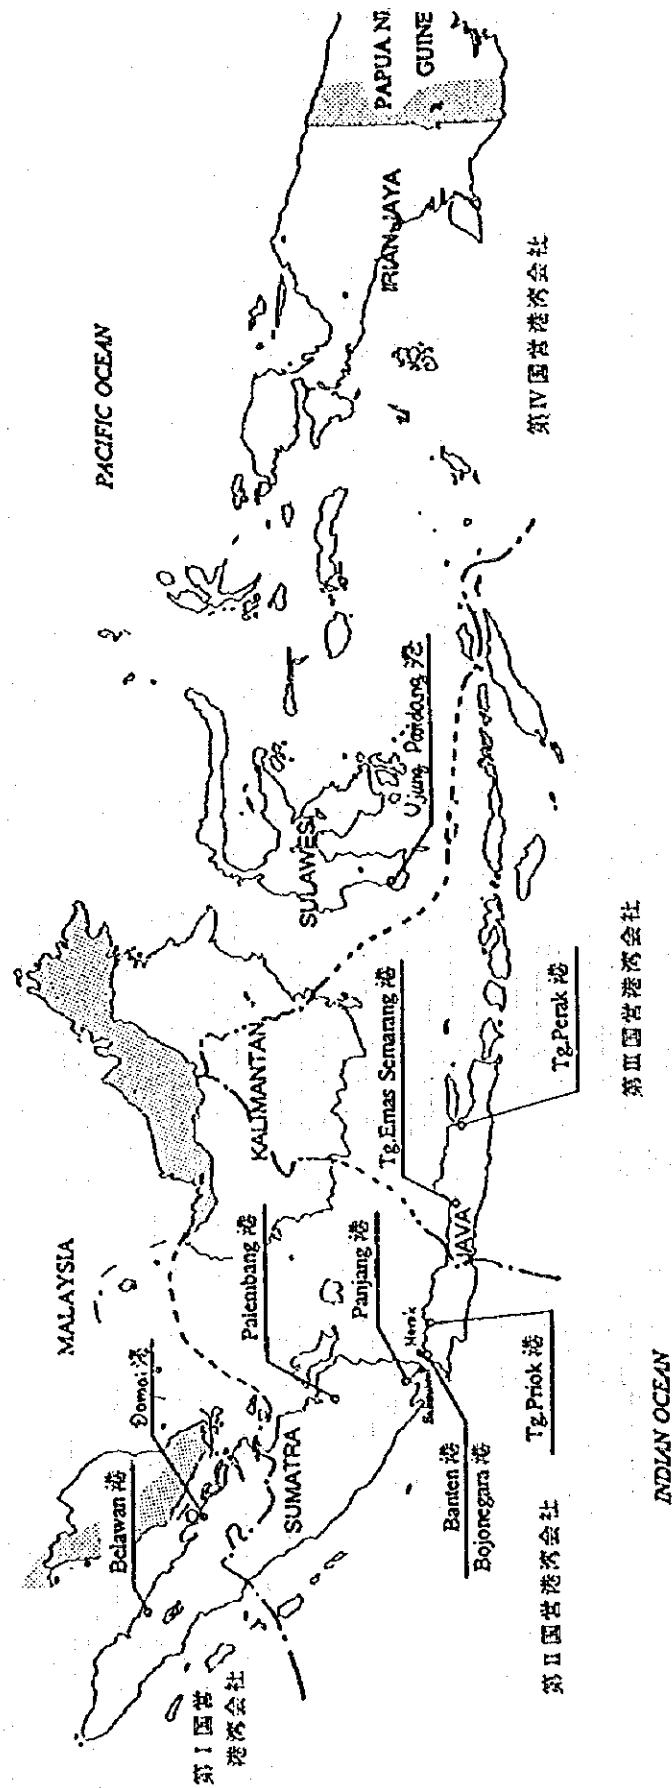 PACIFIC OCEAN
MALAYSIA
PAPUA N
GUINE
Belawan 港
Domai 港
Palembang 港
KALIMANTAN
SULAWESI
IRIAN JAYA
SUMATRA
Panjang 港
Tg.Emas Semarang 港
Ujung Pandang 港
第Ⅰ国営
港湾会社
Merak
JAVA
Banten 港
Bojonegara 港
Tg.Priok 港
Tg.Perak 港
第Ⅱ国営港湾会社
第Ⅲ国営港湾会社
第Ⅳ国営港湾会社
INDIAN OCEAN